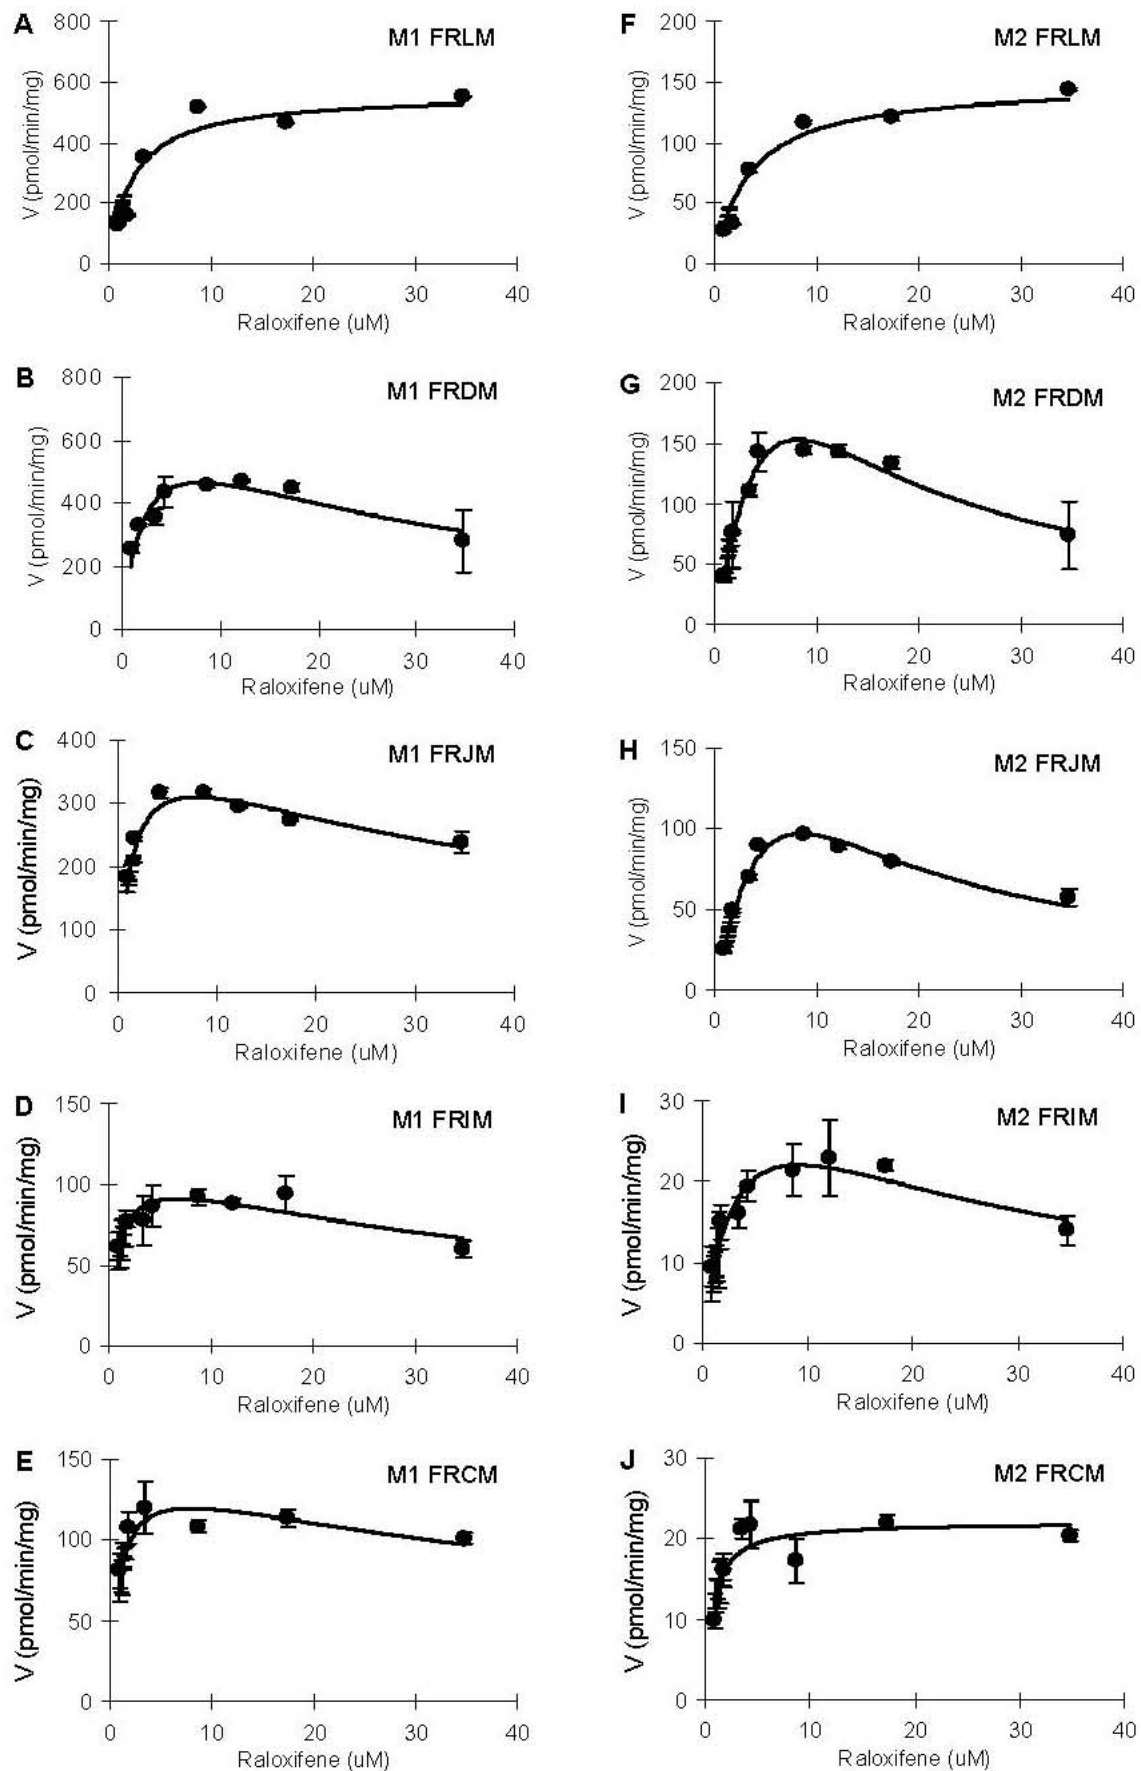 A
M1 FRLM
V (pmol/min/mg)
800
600
400
200
0
0 10 20 30 40
Raloxifene (uM)
F
M2 FRLM
V (pmol/min/mg)
200
150
100
50
0
0 10 20 30 40
Raloxifene (uM)
B
M1 FRDM
V (pmol/min/mg)
800
600
400
200
0
0 10 20 30 40
Raloxifene (uM)
G
M2 FRDM
V (pmol/min/mg)
200
150
100
50
0
0 10 20 30 40
Raloxifene (uM)
C
M1 FRJM
V (pmol/min/mg)
400
300
200
100
0
0 10 20 30 40
Raloxifene (uM)
H
M2 FRJM
V (pmol/min/mg)
150
100
50
0
0 10 20 30 40
Raloxifene (uM)
D
M1 FRIM
V (pmol/min/mg)
150
100
50
0
0 10 20 30 40
Raloxifene (uM)
I
M2 FRIM
V (pmol/min/mg)
30
20
10
0
0 10 20 30 40
Raloxifene (uM)
E
M1 FRCM
V (pmol/min/mg)
150
100
50
0
0 10 20 30 40
Raloxifene (uM)
J
M2 FRCM
V (pmol/min/mg)
30
20
10
0
0 10 20 30 40
Raloxifene (uM)